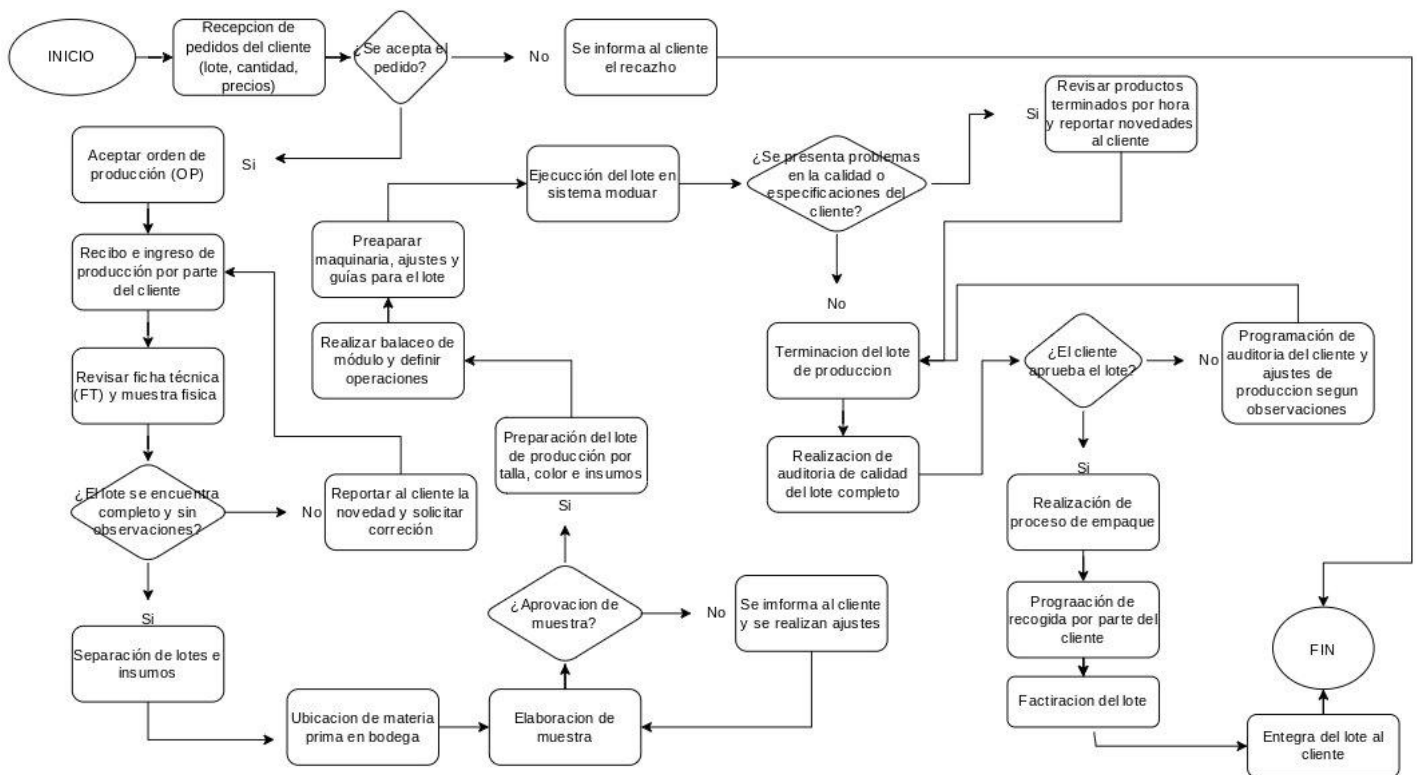 INICIO
Recepcion de
pedidos del cliente
(lote, cantidad,
precios)
¿Se acepta el
pedido?
No
Se informa al cliente
el recazho
Si
Aceptar orden de
producción (OP)
Recibo e ingreso de
producción por parte
del cliente
Revisar ficha técnica
(FT) y muestra fisica
¿El lote se encuentra
completo y sin
observaciones?
No
Reportar al cliente la
novedad y solicitar
correción
Si
Separación de lotes e
insumos
Ubicacion de materia
prima en bodega
Elaboracion de
muestra
¿Aprovacion de
muestra?
No
Se imforma al cliente
y se realizan ajustes
Si
Preparación del lote
de producción por
talla, color e insumos
Realizar balaceo de
módulo y definir
operaciones
Preaparar
maquinaria, ajustes y
guías para el lote
Ejecucción del lote en
sistema moduar
¿Se presenta problemas
en la calidad o
especificaciones del
cliente?
Si
Revisar productos
terminados por hora
y reportar novedades
al cliente
No
Terminacion del lote
de produccion
Realizacion de
auditoria de calidad
del lote completo
¿El cliente
aprueba el lote?
No
Programación de
auditoria del cliente y
ajustes de
produccion segun
observaciones
Si
Realización de
proceso de empaque
Prograación de
recogida por parte del
cliente
Factiracion del lote
Entegra del lote al
cliente
FIN